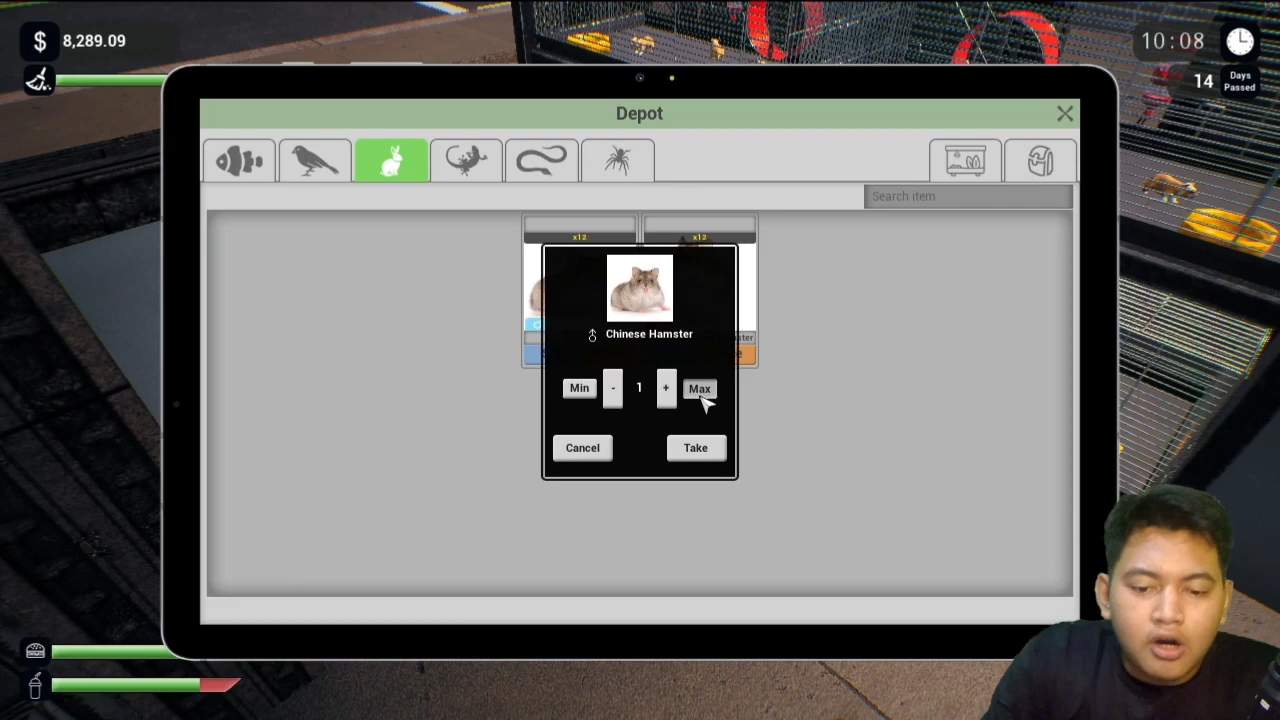 $ 8,289.09
10:08
14 Days
Passed
Depot
Search item
x12
x12
Chinese Hamster
Min - 1 + Max
Cancel
Take